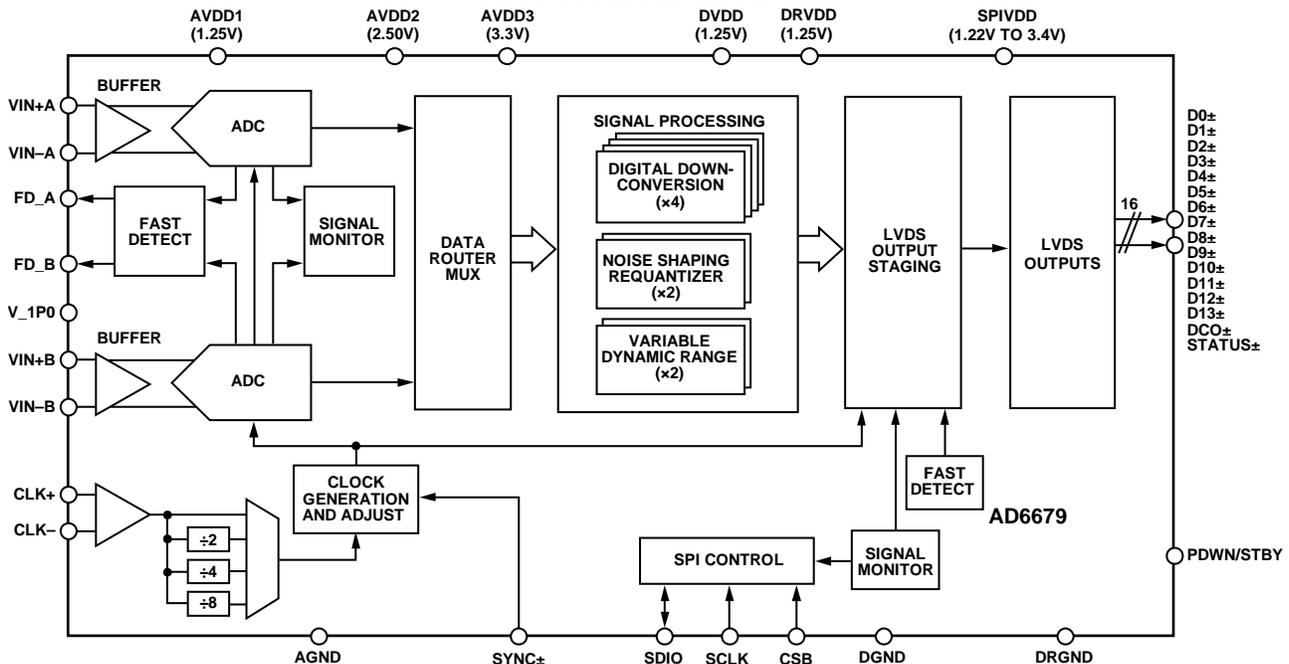 AVDD1
(1.25V)
AVDD2
(2.50V)
AVDD3
(3.3V)
DVDD
(1.25V)
DRVDD
(1.25V)
SPIVDD
(1.22V TO 3.4V)
BUFFER
VIN+A
VIN–A
ADC
FD_A
FD_B
FAST
DETECT
SIGNAL
MONITOR
V_1P0
BUFFER
VIN+B
VIN–B
ADC
DATA
ROUTER
MUX
SIGNAL PROCESSING
DIGITAL DOWN-
CONVERSION
(×4)
NOISE SHAPING
REQUANTIZER
(×2)
VARIABLE
DYNAMIC RANGE
(×2)
LVDS
OUTPUT
STAGING
LVDS
OUTPUTS
16
D0±
D1±
D2±
D3±
D4±
D5±
D6±
D7±
D8±
D9±
D10±
D11±
D12±
D13±
DCO±
STATUS±
CLK+
CLK–
÷2
÷4
÷8
CLOCK
GENERATION
AND ADJUST
FAST
DETECT
AD6679
SPI CONTROL
SIGNAL
MONITOR
PDWN/STBY
AGND
SYNC±
SDIO
SCLK
CSB
DGND
DRGND